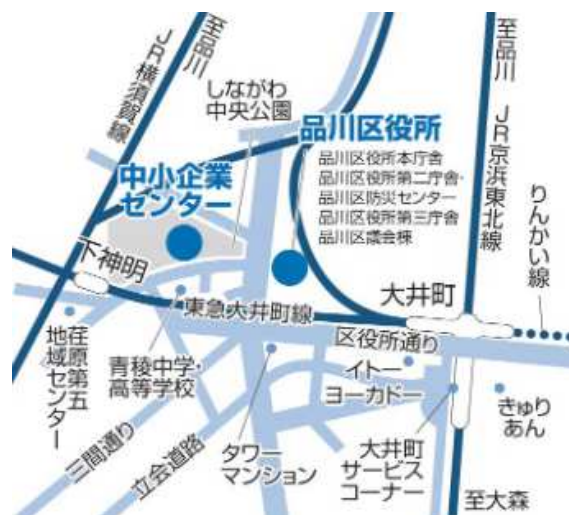 至品川
JR横須賀線
しながわ
中央公園
品川区役所
品川区役所本庁舎
品川区役所第二庁舎・
品川区防災センター
品川区役所第三庁舎
品川区議会棟
至品川
JR京浜東北線
りんかい線
中小企業
センター
下神明
東急大井町線
大井町
区役所通り
荏原第五
地域センター
青稜中学・
高等学校
イトー
ヨーカドー
きゅり
あん
三間通り
立会道路
タワー
マンション
大井町
サービス
コーナー
至大森